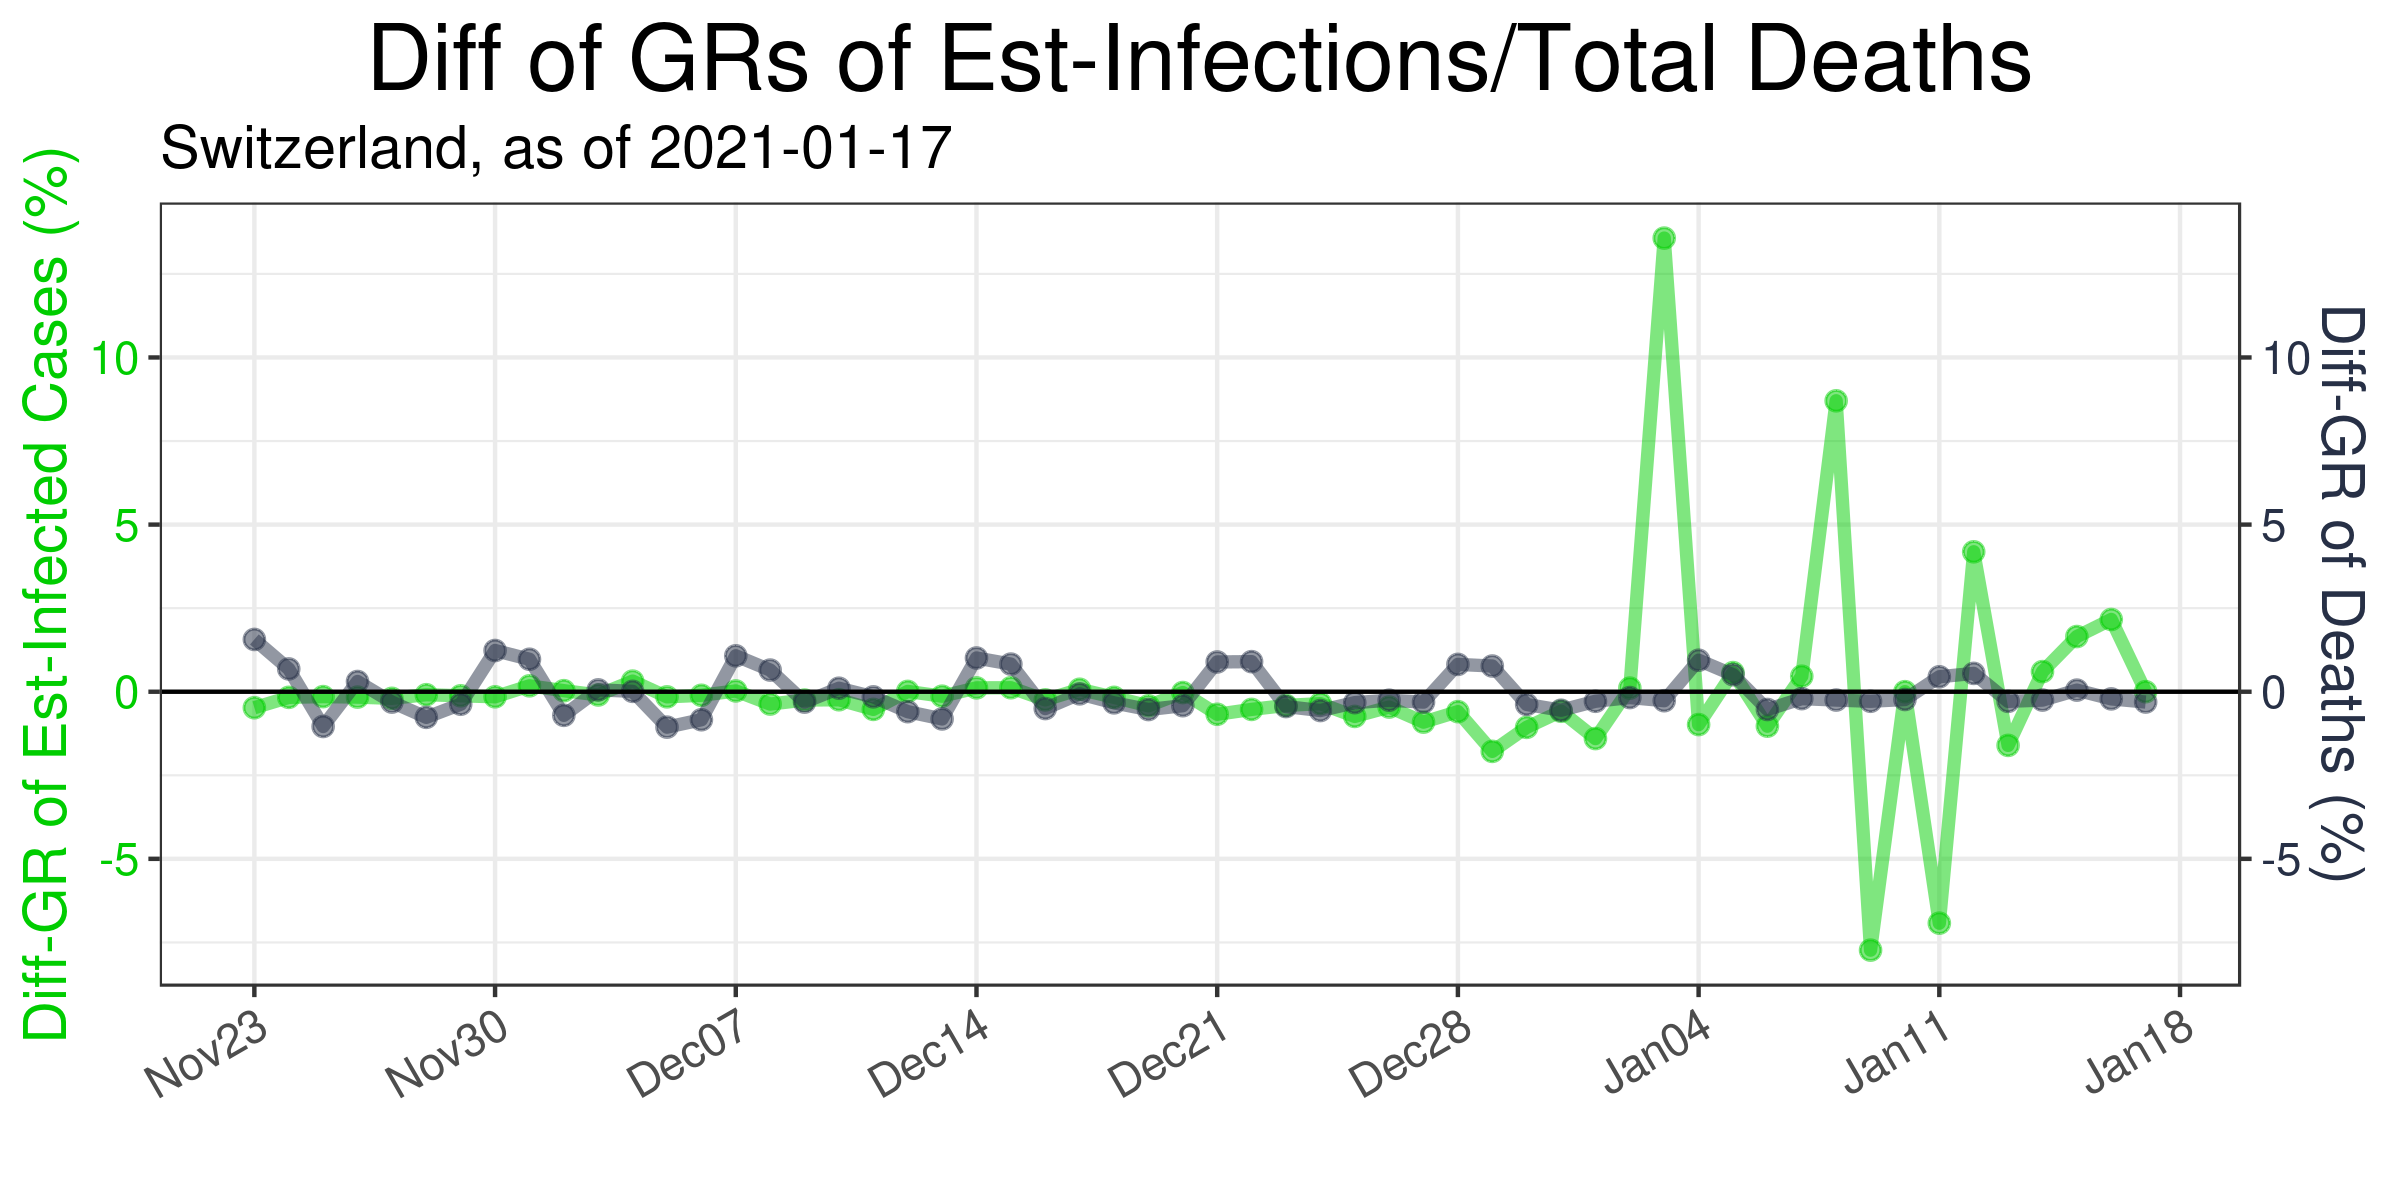 Diff of GRs of Est-Infections/Total Deaths
Switzerland, as of 2021-01-17
Diff-GR of Est-Infected Cases (%)
10
5
0
-5
10
5
0
-5
Diff-GR of Deaths (%)
Nov23
Nov30
Dec07
Dec14
Dec21
Dec28
Jan04
Jan11
Jan18